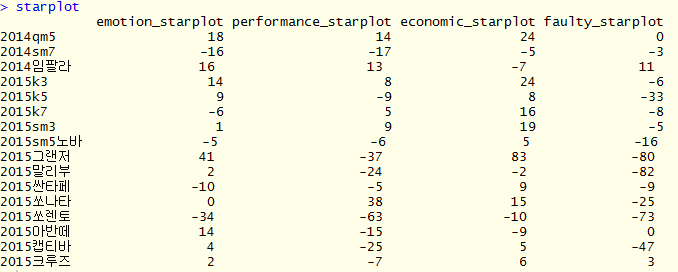 > starplot
emotion_starplot performance_starplot economic_starplot faulty_starplot
2014qm5 18 14 24 0
2014sm7 -16 -17 -5 -3
2014임팔라 16 13 -7 11
2015k3 14 8 24 -6
2015k5 9 -9 8 -33
2015k7 -6 5 16 -8
2015sm3 1 9 19 -5
2015sm5노바 -5 -6 5 -16
2015그랜저 41 -37 83 -80
2015말리부 2 -24 -2 -82
2015싼타페 -10 -5 9 -9
2015쏘나타 0 38 15 -25
2015쏘렌토 -34 -63 -10 -73
2015아반떼 14 -15 -9 0
2015캡티바 4 -25 5 -47
2015크루즈 2 -7 6 3